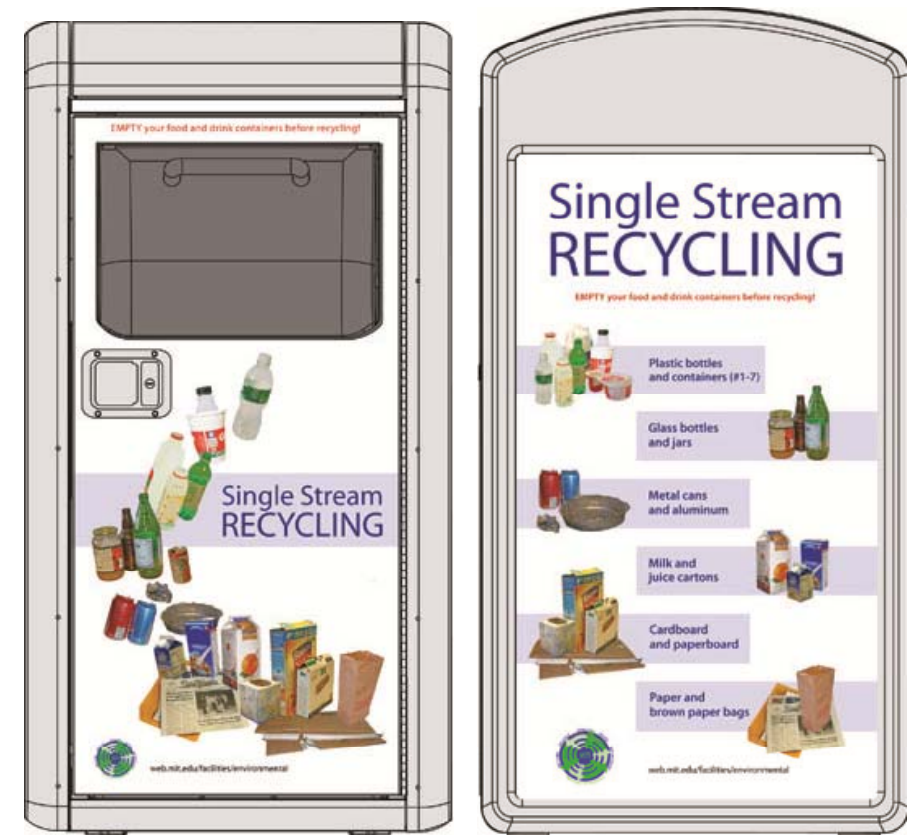 EMPTY your food and drink containers before recycling!
Single Stream
RECYCLING
web.mit.edu/facilities/environmental
Single Stream
RECYCLING
EMPTY your food and drink containers before recycling!
Plastic bottles
and containers (#1-7)
Glass bottles
and jars
Metal cans
and aluminum
Milk and
juice cartons
Cardboard
and paperboard
Paper and
brown paper bags
web.mit.edu/facilities/environmental